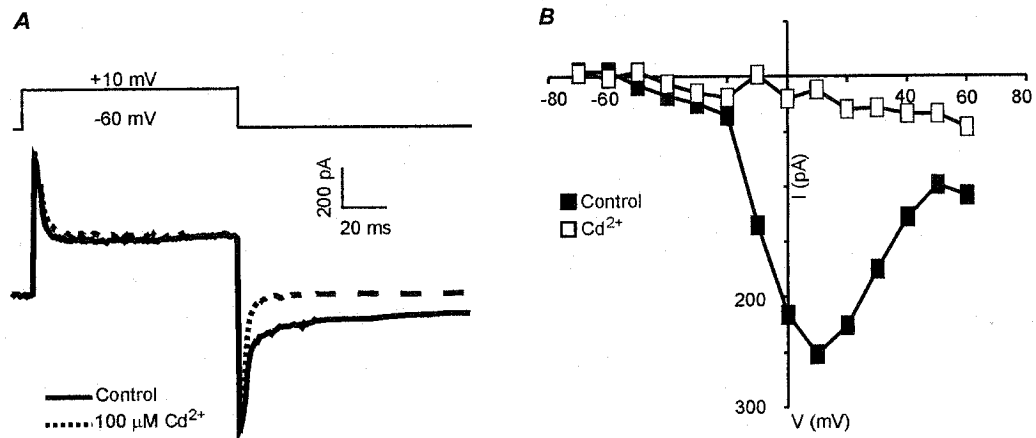 A
+10 mV
-60 mV
200 pA
20 ms
Control
100 μM Cd²⁺
B
-80 -60 20 40 60 80
I (pA)
Control
Cd²⁺
200
300
V (mV)